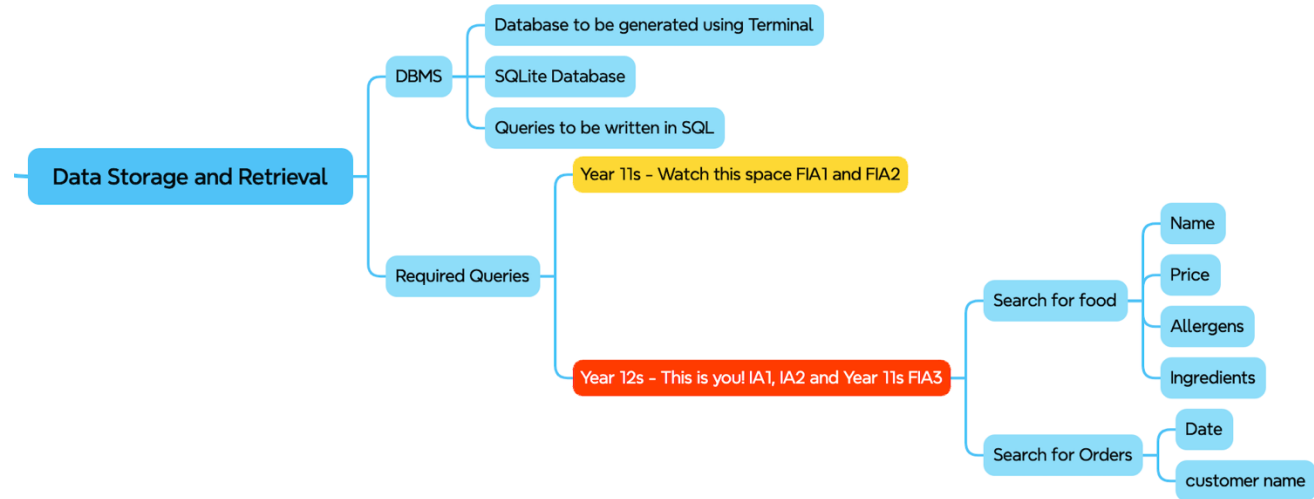 Data Storage and Retrieval
DBMS
Database to be generated using Terminal
SQLite Database
Queries to be written in SQL
Required Queries
Year 11s - Watch this space FIA1 and FIA2
Year 12s - This is you! IA1, IA2 and Year 11s FIA3
Search for food
Name
Price
Allergens
Ingredients
Search for Orders
Date
customer name